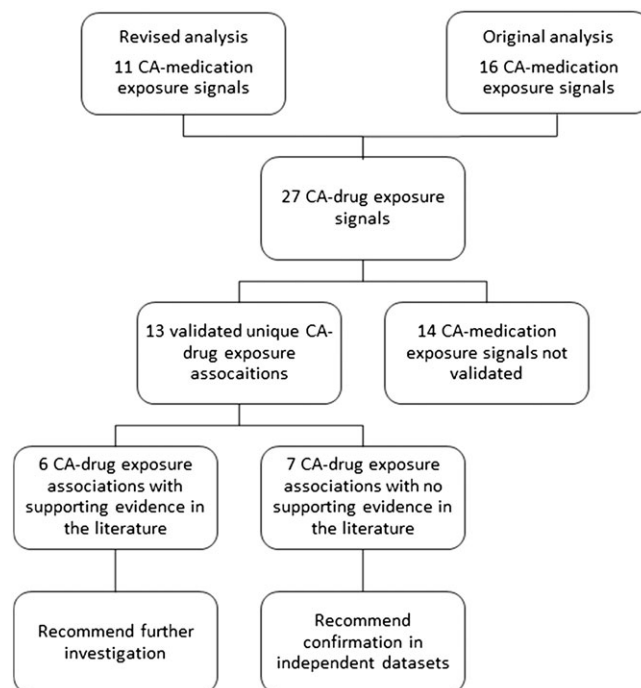 Revised analysis
11 CA-medication
exposure signals
Original analysis
16 CA-medication
exposure signals
27 CA-drug exposure
signals
13 validated unique CA-
drug exposure
assocaitions
14 CA-medication
exposure signals not
validated
6 CA-drug exposure
associations with
supporting evidence in
the literature
7 CA-drug exposure
associations with no
supporting evidence in
the literature
Recommend further
investigation
Recommend
confirmation in
independent datasets